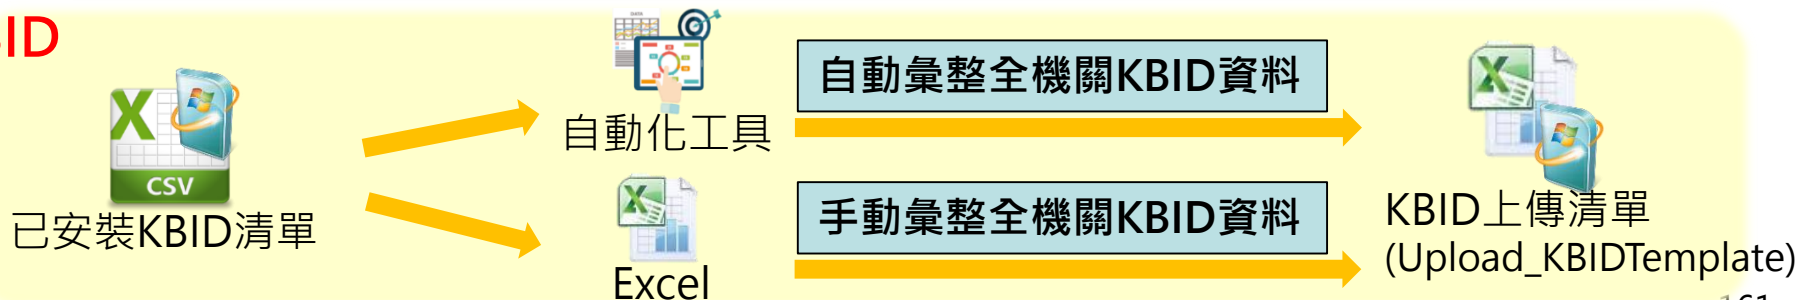 ID
DATA
自動彙整全機關KBID資料
自動化工具
CSV
已安裝KBID清單
手動彙整全機關KBID資料
Excel
KBID上傳清單
(Upload_KBIDTemplate)